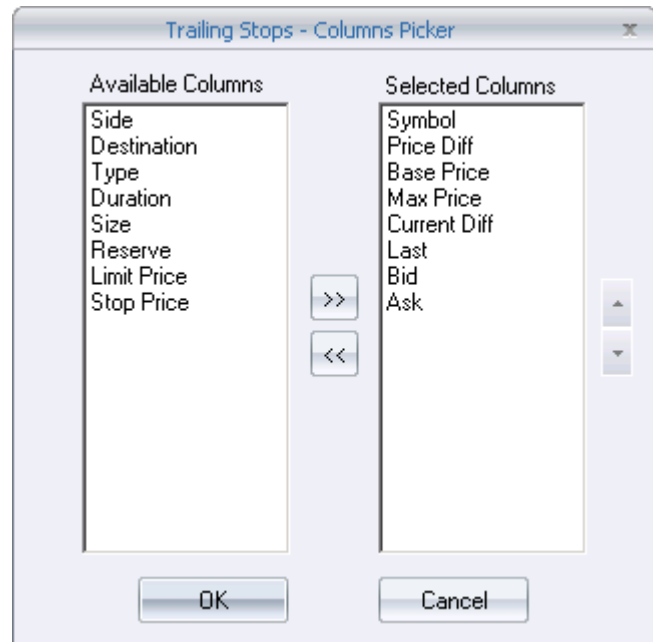 Trailing Stops - Columns Picker
x
Available Columns
Side
Destination
Type
Duration
Size
Reserve
Limit Price
Stop Price
>>
<<
Selected Columns
Symbol
Price Diff
Base Price
Max Price
Current Diff
Last
Bid
Ask
OK
Cancel